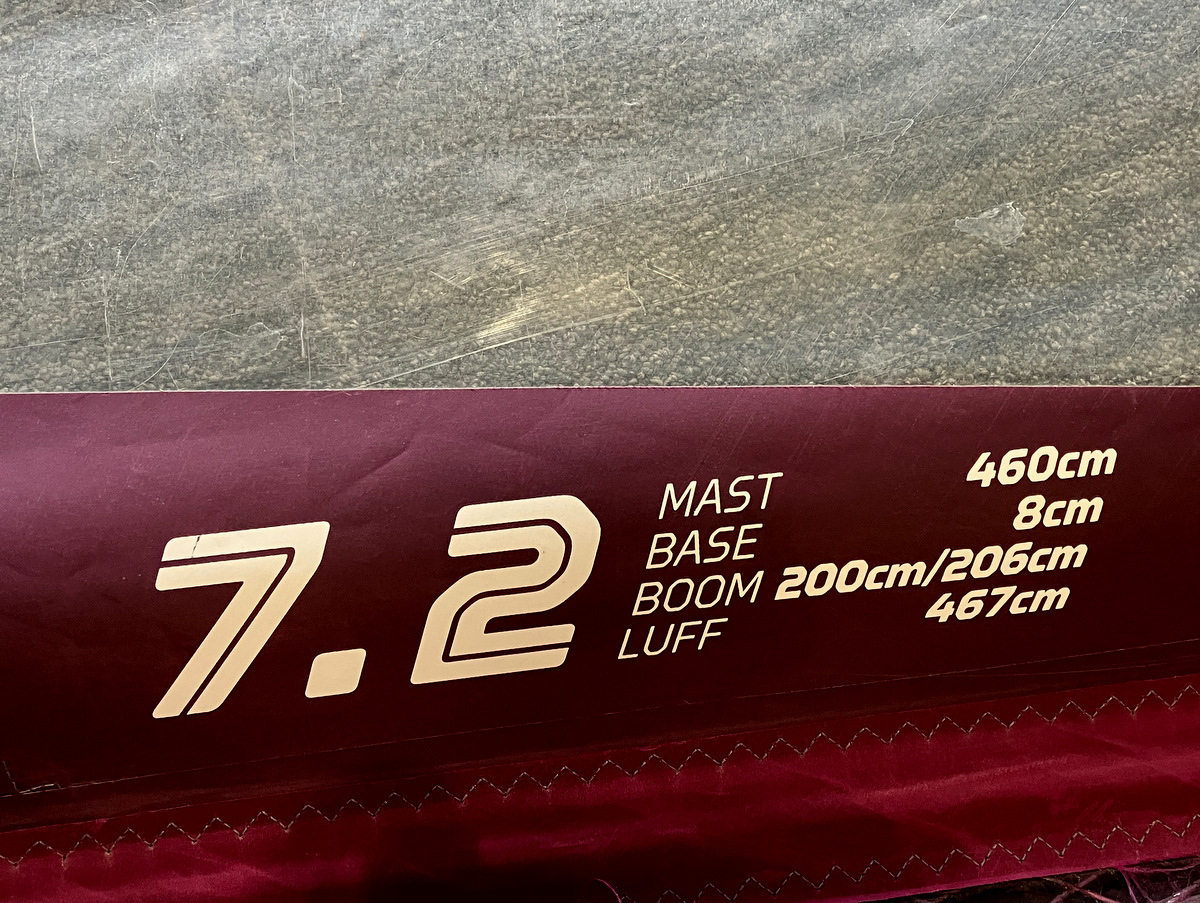 7.2
MAST 460cm
BASE 8cm
BOOM 200cm/206cm
LUFF 467cm